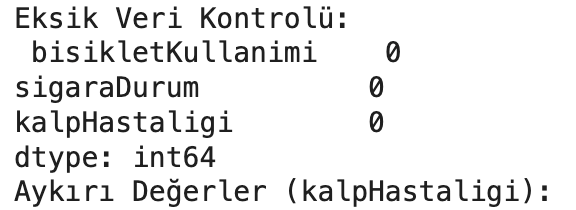 Eksik Veri Kontrolü:
 bisikletKullanimi    0
sigaraDurum          0
kalpHastaligi        0
dtype: int64
Aykırı Değerler (kalpHastaligi):